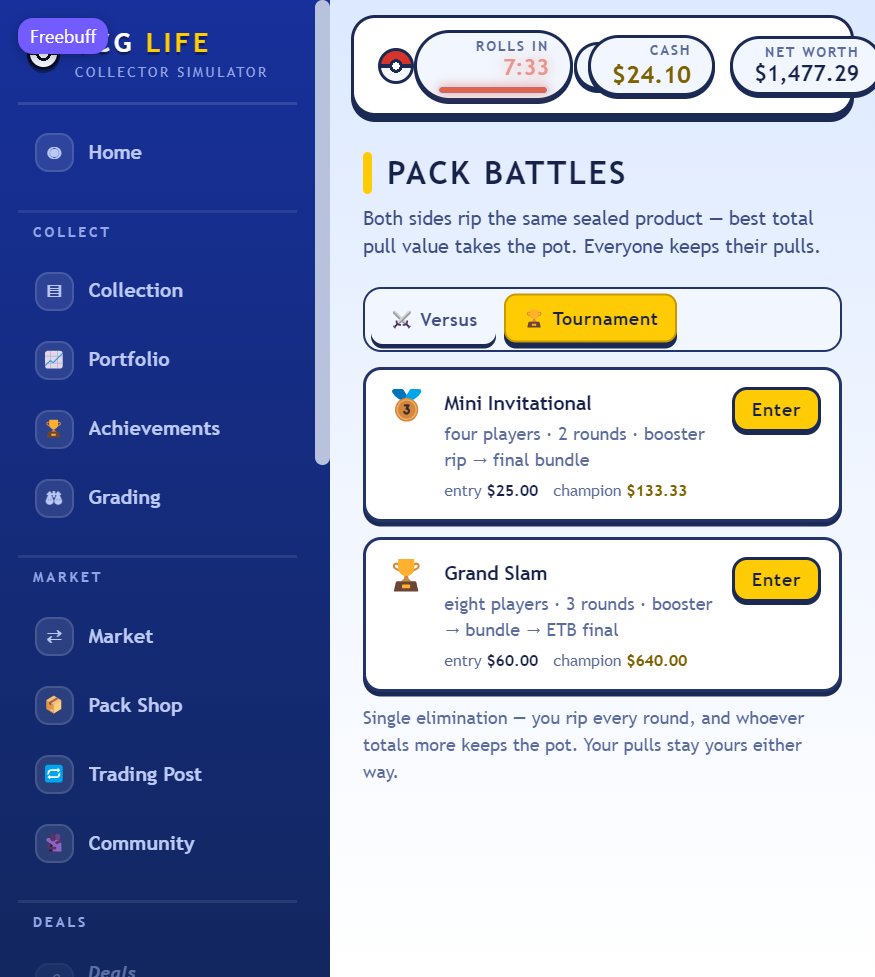 Freebuff
CG LIFE
COLLECTOR SIMULATOR
Home
COLLECT
Collection
Portfolio
Achievements
Grading
MARKET
Market
Pack Shop
Trading Post
Community
DEALS
Deals
ROLLS IN
7:33
CASH
$24.10
NET WORTH
$1,477.29
PACK BATTLES
Both sides rip the same sealed product — best total
pull value takes the pot. Everyone keeps their pulls.
Versus
Tournament
3
Mini Invitational
Enter
four players · 2 rounds · booster
rip → final bundle
entry $25.00 champion $133.33
Grand Slam
Enter
eight players · 3 rounds · booster
→ bundle → ETB final
entry $60.00 champion $640.00
Single elimination — you rip every round, and whoever
totals more keeps the pot. Your pulls stay yours either
way.